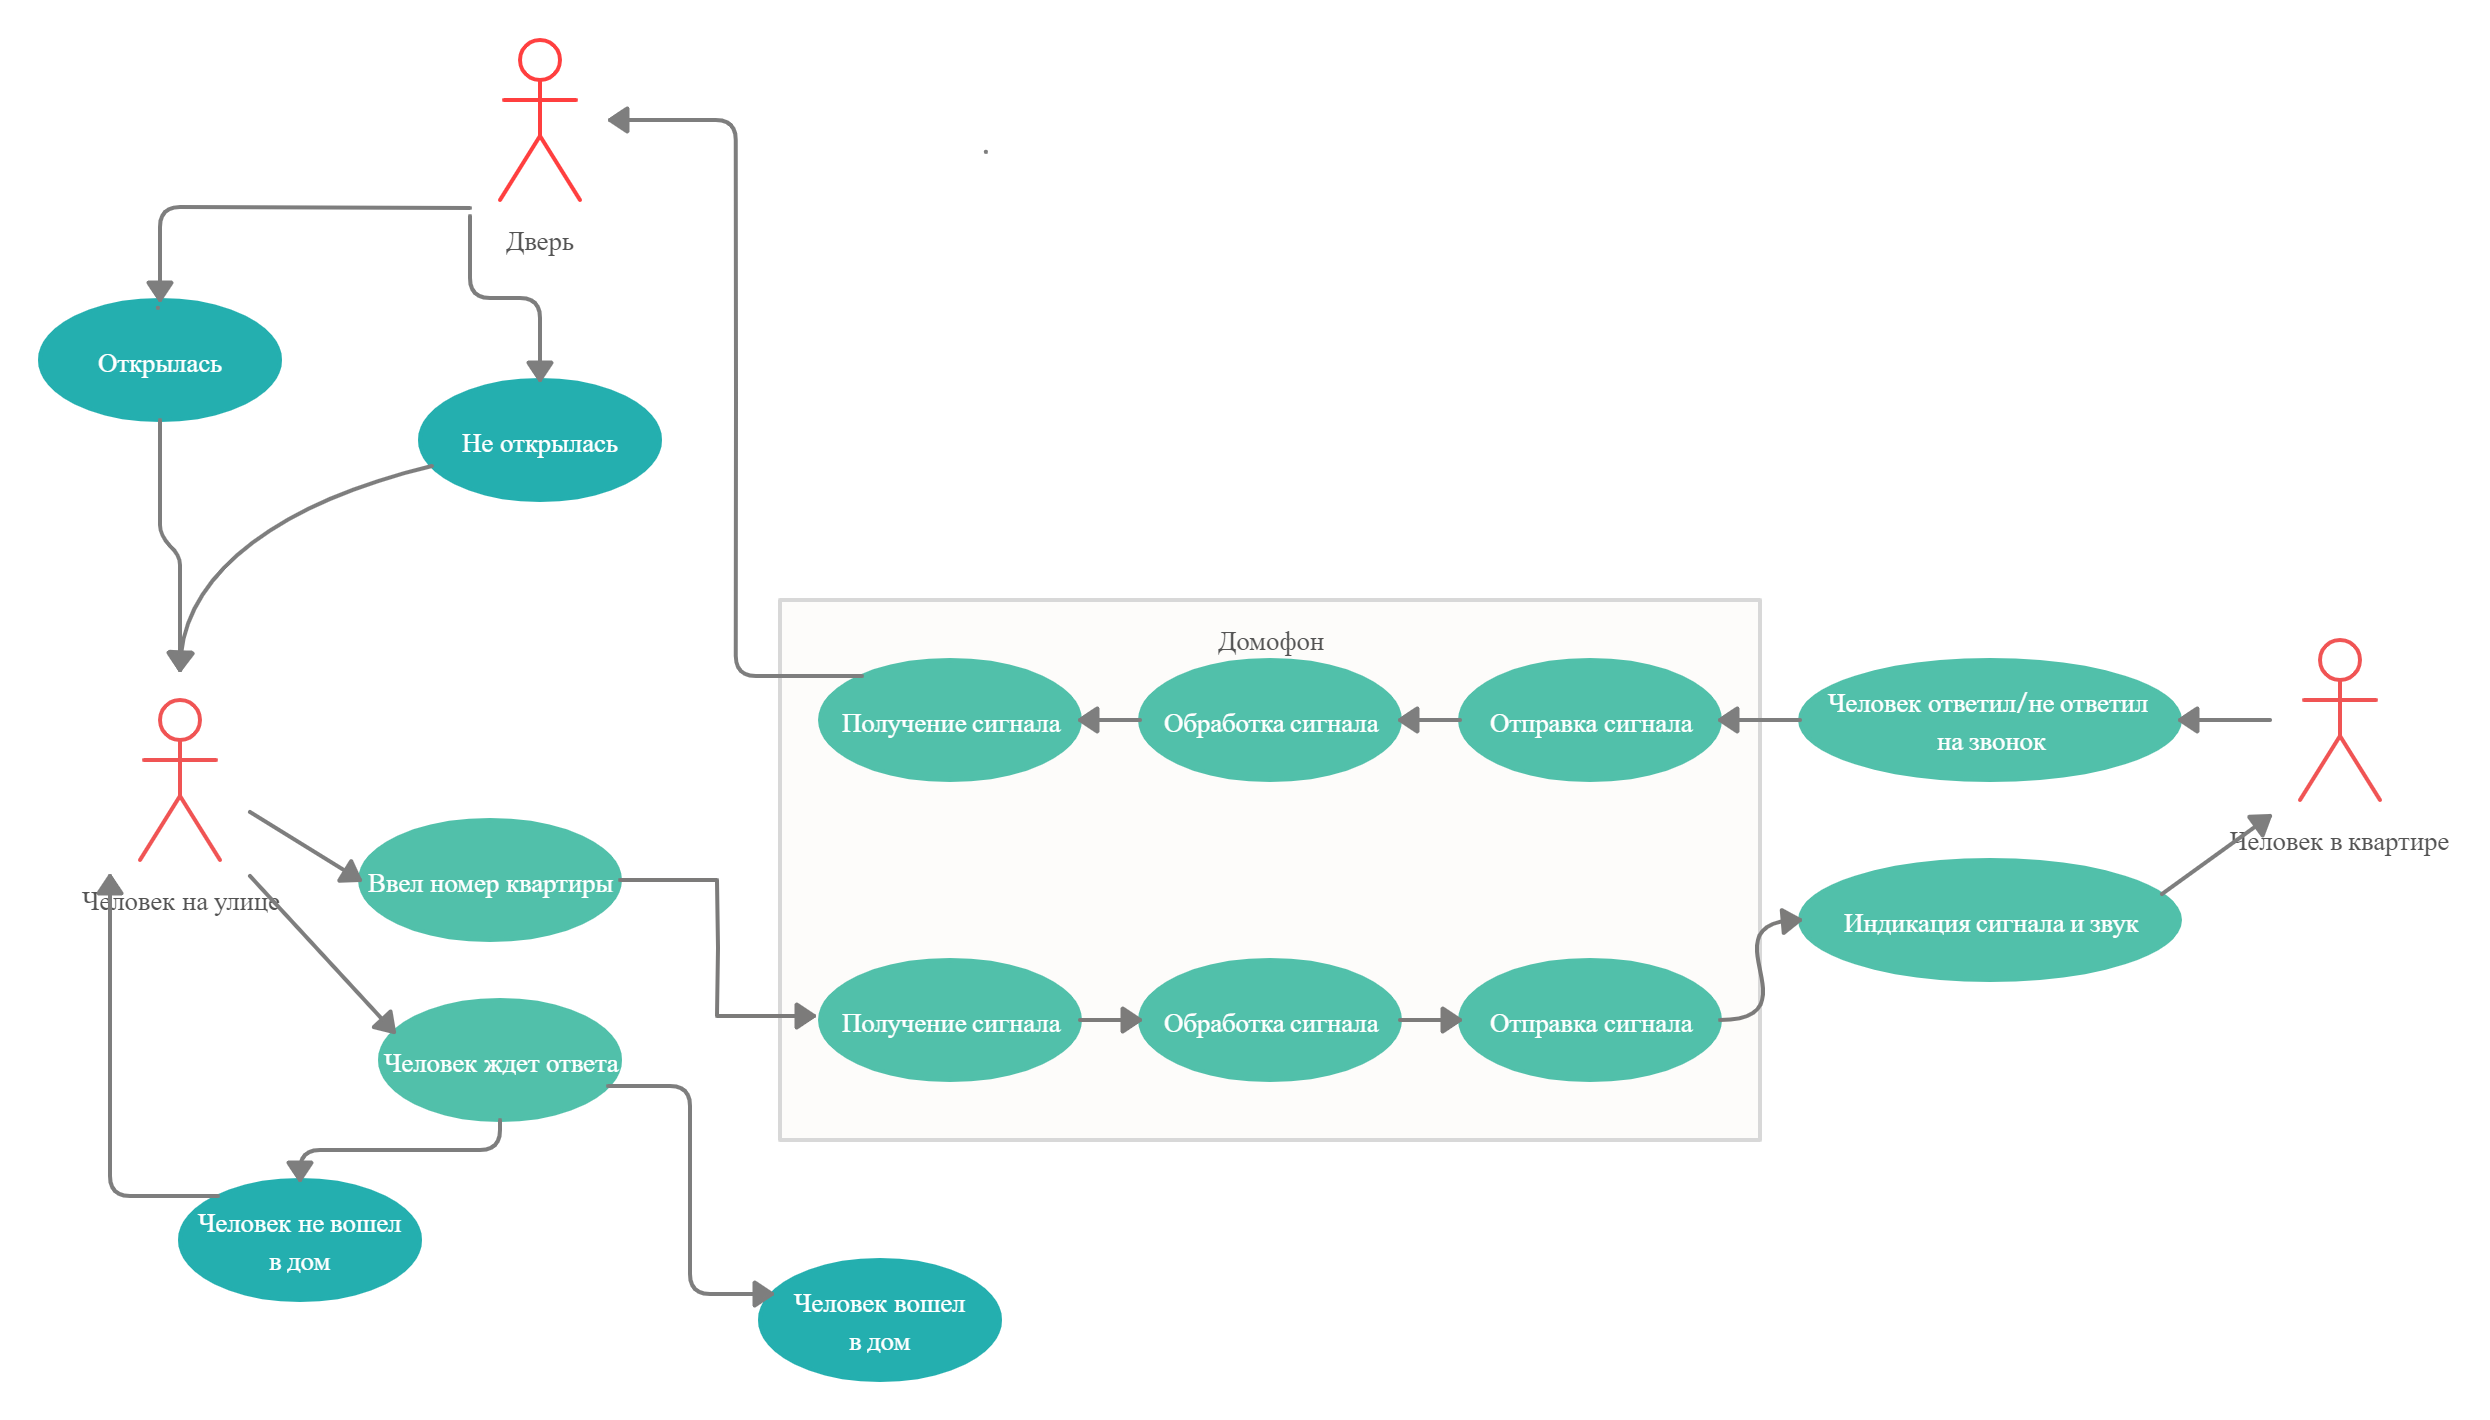 Дверь
Открылась
Не открылась
Домофон
Получение сигнала
Обработка сигнала
Отправка сигнала
Человек ответил/не ответил
на звонок
Человек в квартире
Человек на улице
Ввел номер квартиры
Индикация сигнала и звук
Получение сигнала
Обработка сигнала
Отправка сигнала
Человек ждет ответа
Человек не вошел
в дом
Человек вошел
в дом